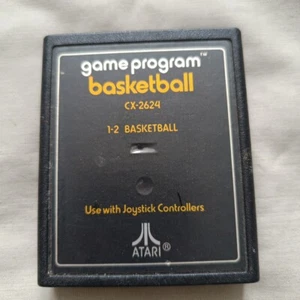 game program™
basketball
CX-2624
1-2 BASKETBALL
Use with Joystick Controllers
ATARI®